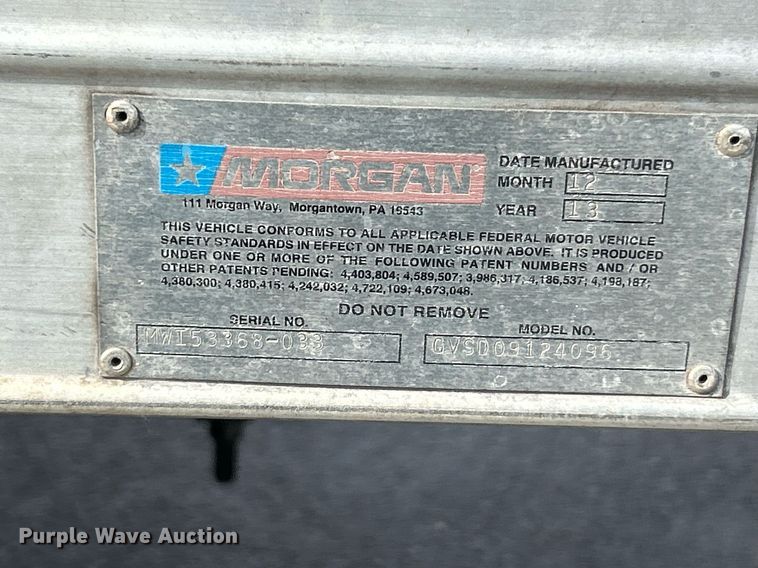 MORGAN
111 Morgan Way, Morgantown, PA 19543
DATE MANUFACTURED
MONTH 12
YEAR 13
THIS VEHICLE CONFORMS TO ALL APPLICABLE FEDERAL MOTOR VEHICLE
SAFETY STANDARDS IN EFFECT ON THE DATE SHOWN ABOVE. IT IS PRODUCED
UNDER ONE OR MORE OF THE FOLLOWING PATENT NUMBERS AND / OR
OTHER PATENTS PENDING: 4,403,804; 4,589,507; 3,986,317; 4,186,537; 4,198,187;
4,380,300; 4,380,415; 4,242,032; 4,722,109; 4,673,048.
DO NOT REMOVE
SERIAL NO.
MWI53368-033
MODEL NO.
GVSD09124096
Purple Wave Auction